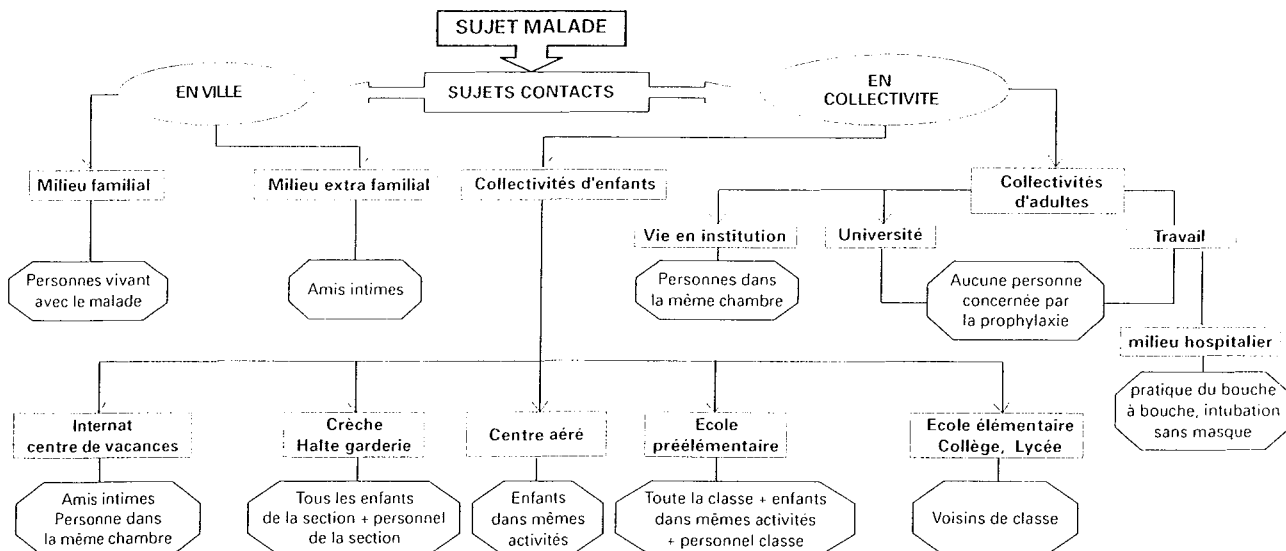 SUJET MALADE
SUJETS CONTACTS
EN VILLE
EN
COLLECTIVITE
Milieu familial
Milieu extra familial
Collectivités d'enfants
Collectivités
d'adultes
Vie en institution
Université
Travail
Personnes vivant
avec le malade
Amis intimes
Personnes dans
la même chambre
Aucune personne
concernée par
la prophylaxie
milieu hospitalier
pratique du bouche
à bouche, intubation
sans masque
Internat
centre de vacances
Crèche
Halte garderie
Centre aéré
Ecole
préélémentaire
Ecole élémentaire
Collège, Lycée
Amis intimes
Personne dans
la même chambre
Tous les enfants
de la section + personnel
de la section
Enfants
dans mêmes
activités
Toute la classe + enfants
dans mêmes activités
+ personnel classe
Voisins de classe